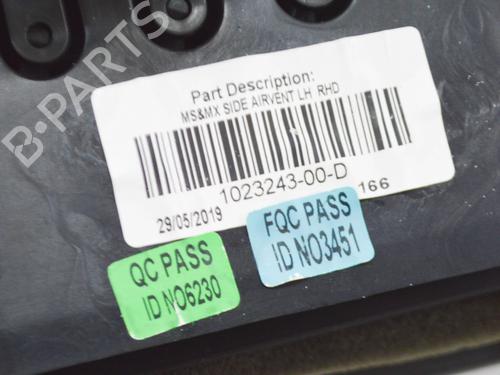 B-PARTS
Part Description:
MS&MX SIDE AIRVENT LH RHD
1023243-00-D
29/05/2019
166
QC PASS
ID NO6230
FQC PASS
ID NO3451